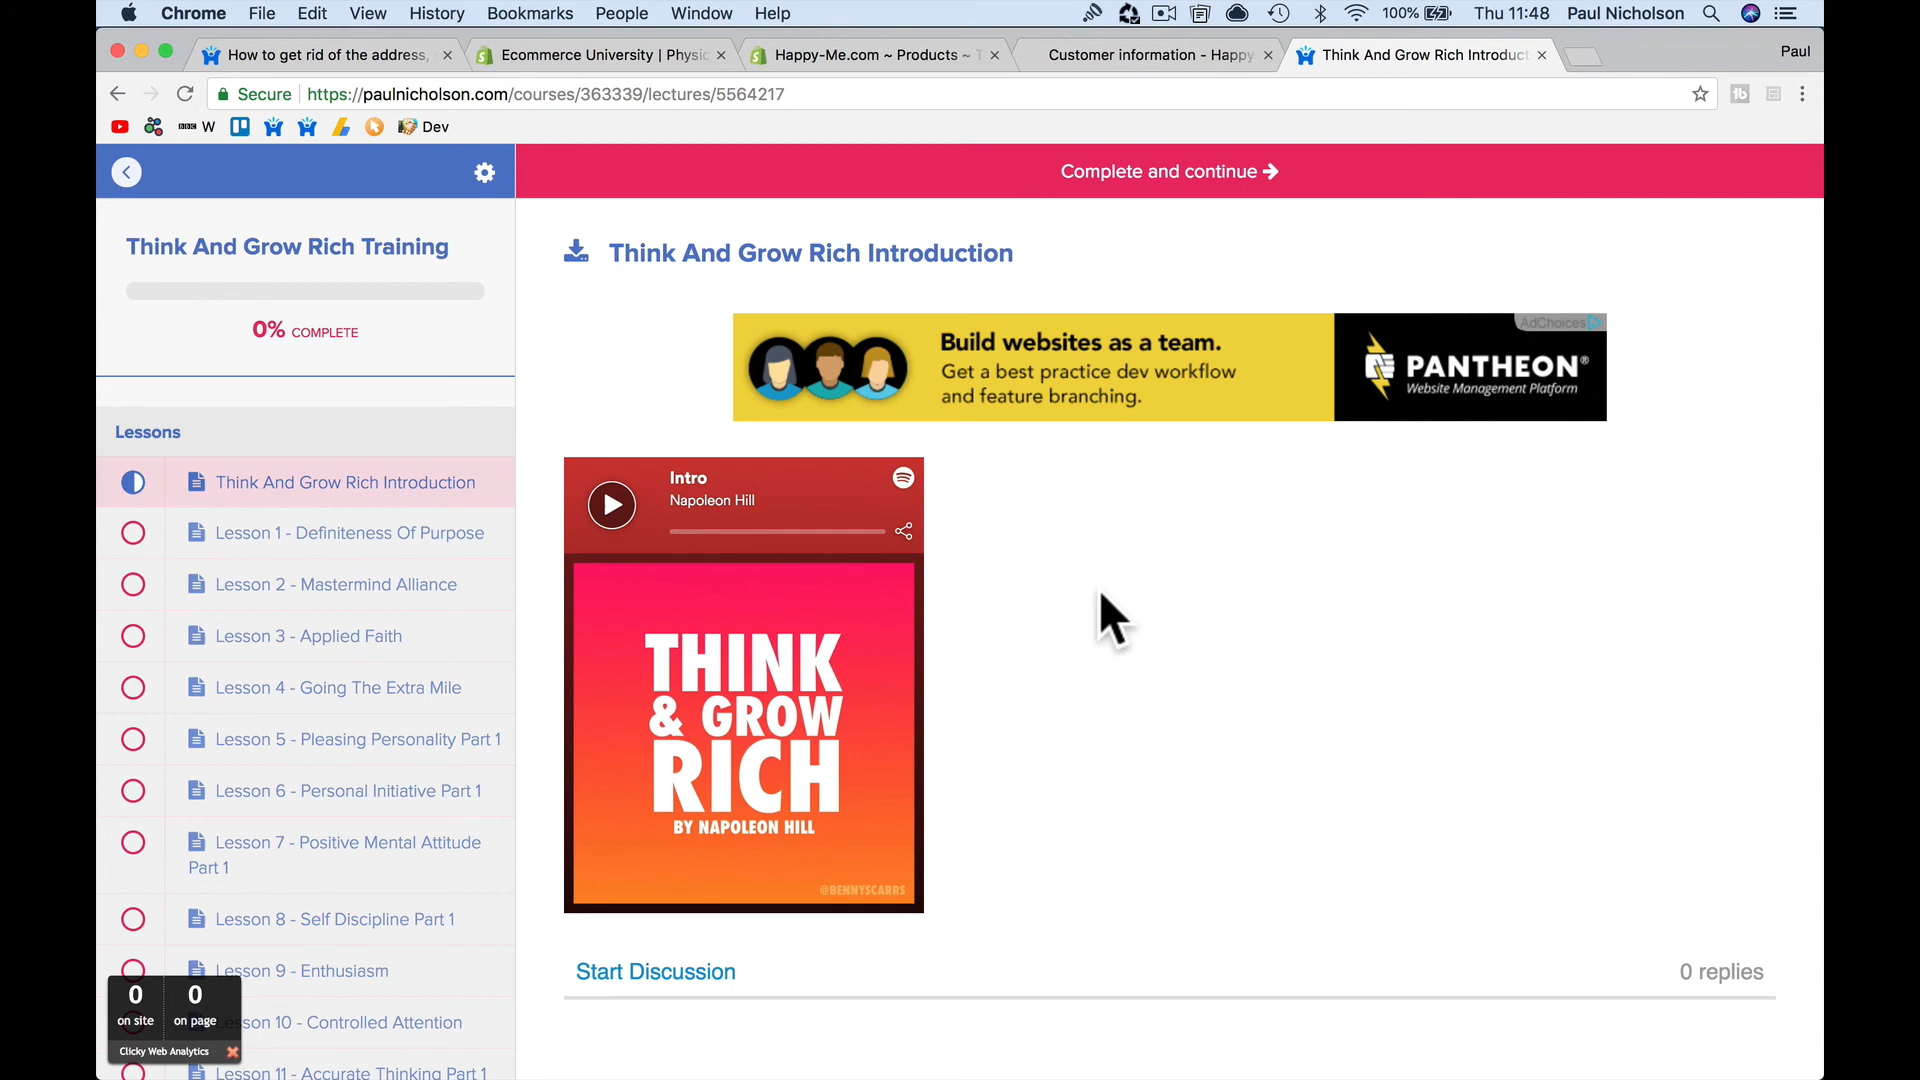 Chrome File Edit View History Bookmarks People Window Help 100% Thu 11:48 Paul Nicholson
How to get rid of the address, Ecommerce University | Physic Happy-Me.com ~ Products ~ T Customer information - Happy Think And Grow Rich Introduct Paul
Secure https://paulnicholson.com/courses/363339/lectures/5564217
BBC W Dev
Complete and continue
Think And Grow Rich Training
0% COMPLETE
Lessons
Think And Grow Rich Introduction
Lesson 1 - Definiteness Of Purpose
Lesson 2 - Mastermind Alliance
Lesson 3 - Applied Faith
Lesson 4 - Going The Extra Mile
Lesson 5 - Pleasing Personality Part 1
Lesson 6 - Personal Initiative Part 1
Lesson 7 - Positive Mental Attitude
Part 1
Lesson 8 - Self Discipline Part 1
Lesson 9 - Enthusiasm
Lesson 10 - Controlled Attention
Lesson 11 - Accurate Thinking Part 1
0 0
on site on page
Clicky Web Analytics
Think And Grow Rich Introduction
Build websites as a team.
Get a best practice dev workflow
and feature branching.
AdChoices
PANTHEON®
Website Management Platform
Intro
Napoleon Hill
THINK
& GROW
RICH
BY NAPOLEON HILL
@BENNYSCARRS
Start Discussion 0 replies